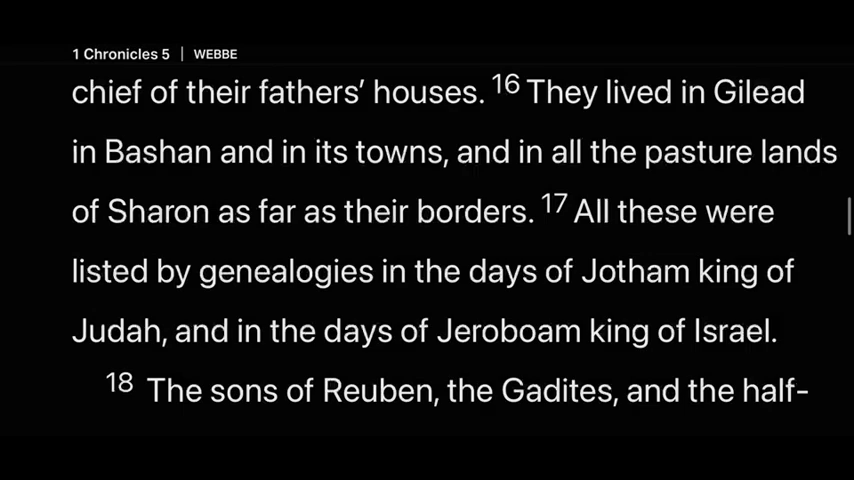 1 Chronicles 5 | WEBBE
chief of their fathers’ houses. 16 They lived in Gilead
in Bashan and in its towns, and in all the pasture lands
of Sharon as far as their borders. 17 All these were
listed by genealogies in the days of Jotham king of
Judah, and in the days of Jeroboam king of Israel.
18 The sons of Reuben, the Gadites, and the half-